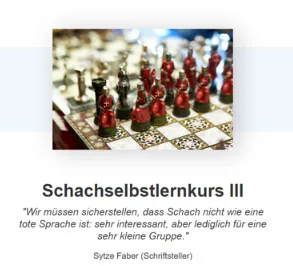 Schachselbstlernkurs III
"Wir müssen sicherstellen, dass Schach nicht wie eine
tote Sprache ist: sehr interessant, aber lediglich für eine
sehr kleine Gruppe."
Sytze Faber (Schriftsteller)